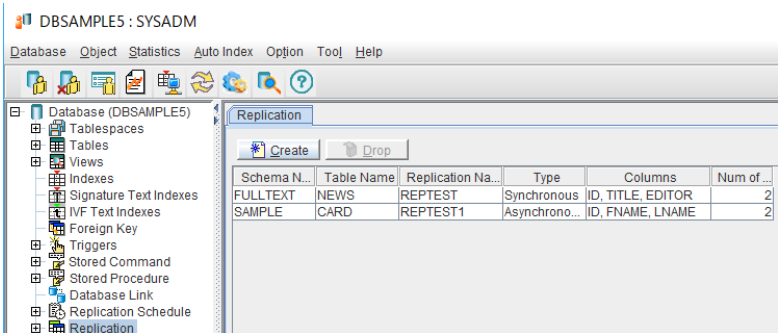 DBSAMPLE5 : SYSADM
Database Object Statistics Auto Index Option Tool Help
Database (DBSAMPLE5)
Tablespaces
Tables
Views
Indexes
Signature Text Indexes
IVF Text Indexes
Foreign Key
Triggers
Stored Command
Stored Procedure
Database Link
Replication Schedule
Replication
Replication
Create Drop
Schema N... Table Name Replication Na... Type Columns Num of ...
FULLTEXT NEWS REPTEST Synchronous ID, TITLE, EDITOR 2
SAMPLE CARD REPTEST1 Asynchrono... ID, FNAME, LNAME 2